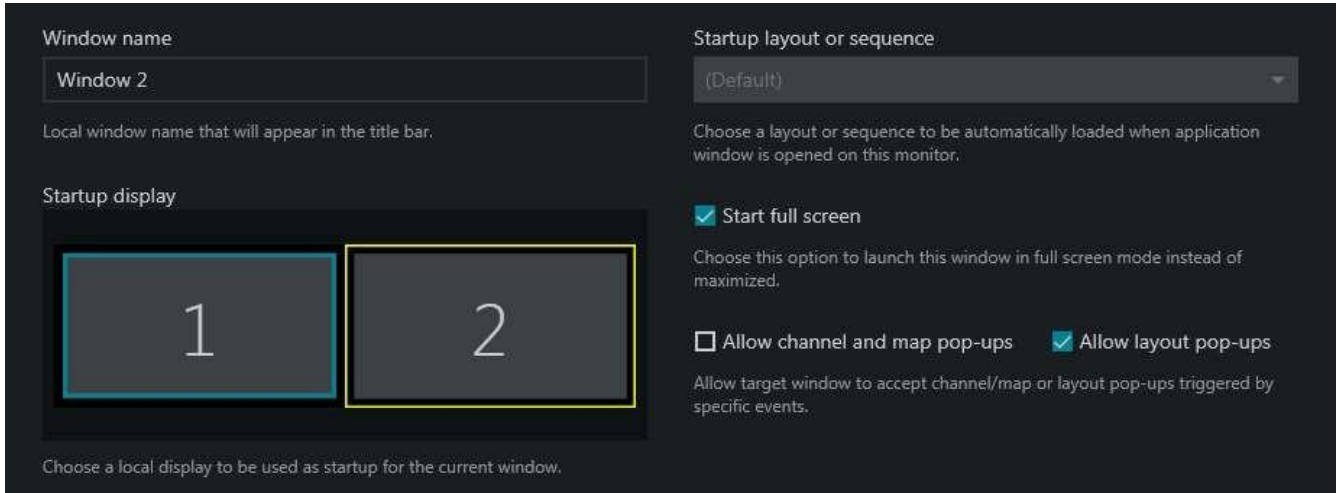 Window name
Window 2
Local window name that will appear in the title bar.
Startup display
1
2
Choose a local display to be used as startup for the current window.
Startup layout or sequence
(Default)
Choose a layout or sequence to be automatically loaded when application
window is opened on this monitor.
Start full screen
Choose this option to launch this window in full screen mode instead of
maximized.
Allow channel and map pop-ups
Allow layout pop-ups
Allow target window to accept channel/map or layout pop-ups triggered by
specific events.